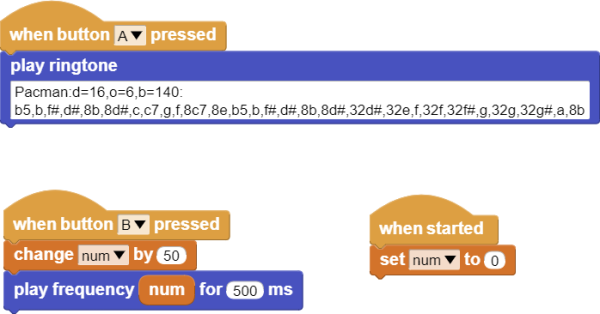 when button A pressed
play ringtone
Pacman:d=16,o=6,b=140:
b5,b,f#,d#,8b,8d#,c,c7,g,f,8c7,8e,b5,b,f#,d#,8b,8d#,32d#,32e,f,32f,32f#,g,32g,32g#,a,8b
when button B pressed
change num by 50
play frequency num for 500 ms
when started
set num to 0